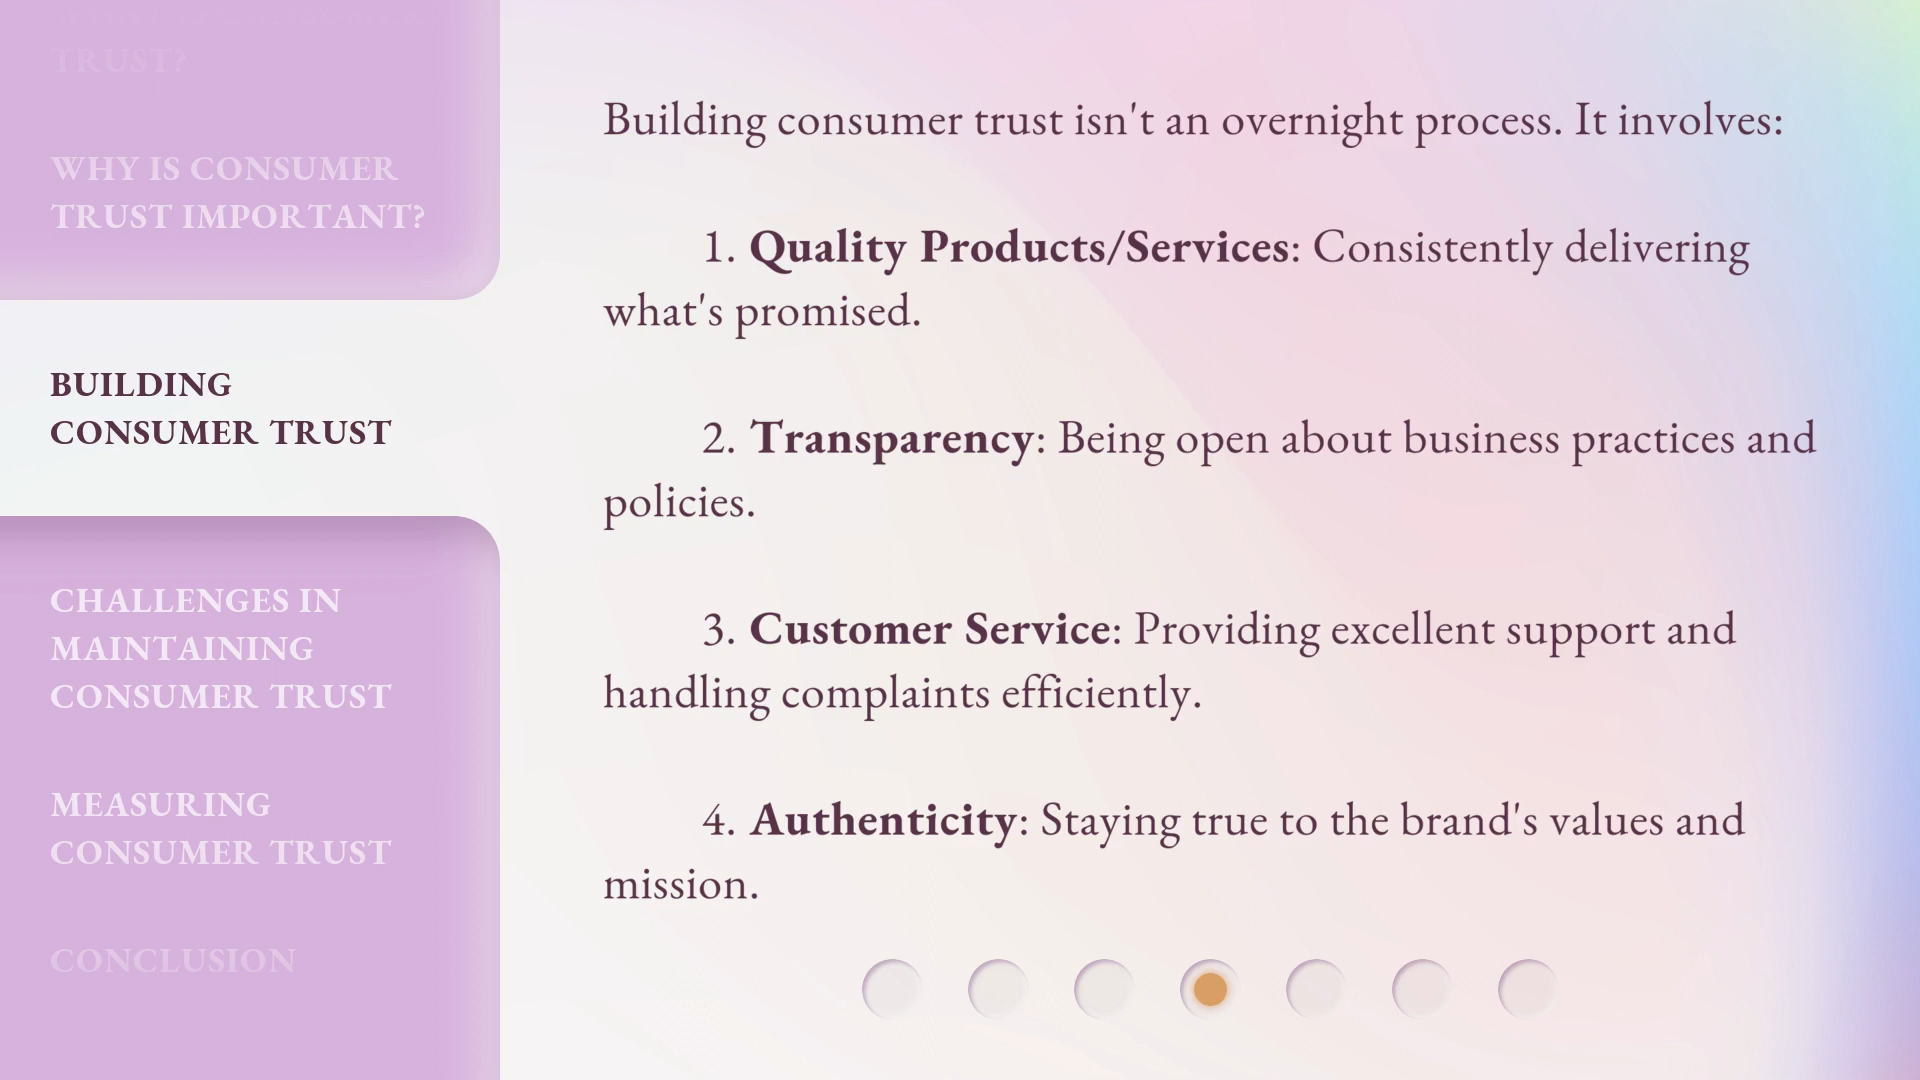 TRUST?
WHY IS CONSUMER
TRUST IMPORTANT?
BUILDING
CONSUMER TRUST
CHALLENGES IN
MAINTAINING
CONSUMER TRUST
MEASURING
CONSUMER TRUST
CONCLUSION
Building consumer trust isn't an overnight process. It involves:
1. Quality Products/Services: Consistently delivering
what's promised.
2. Transparency: Being open about business practices and
policies.
3. Customer Service: Providing excellent support and
handling complaints efficiently.
4. Authenticity: Staying true to the brand's values and
mission.